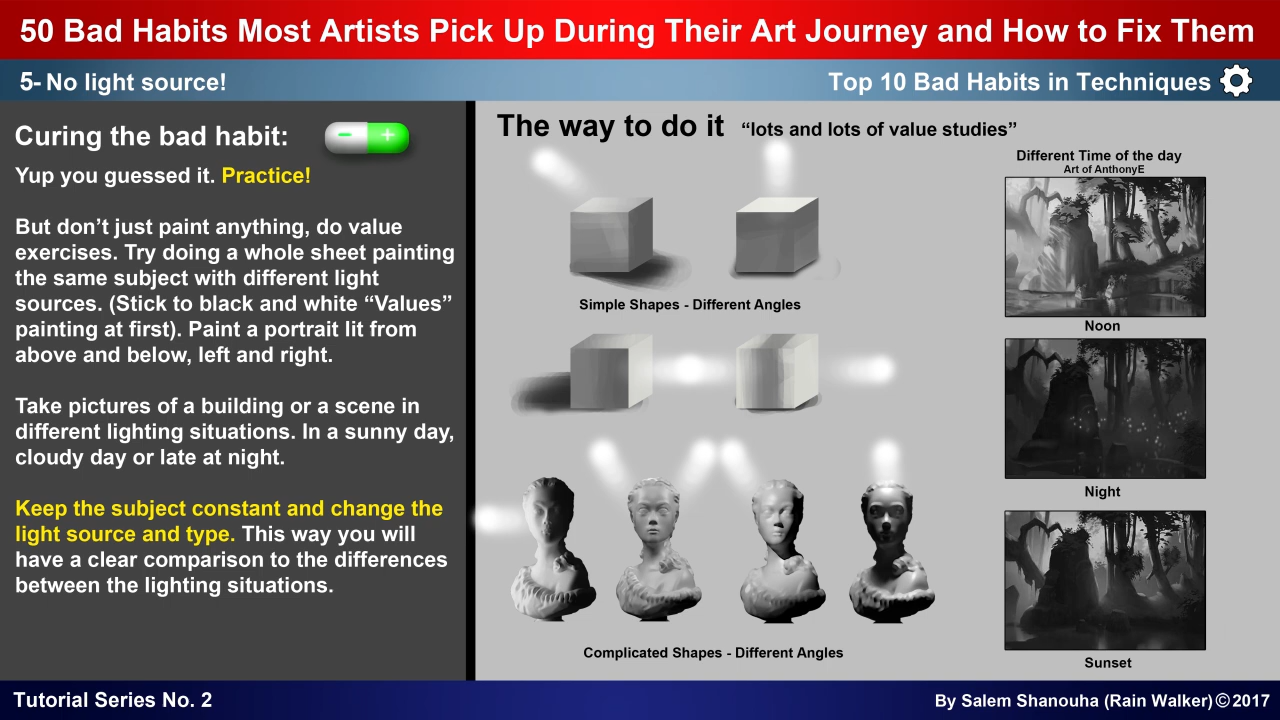 50 Bad Habits Most Artists Pick Up During Their Art Journey and How to Fix Them
5- No light source!
Top 10 Bad Habits in Techniques
Curing the bad habit:
- +
Yup you guessed it. Practice!
But don’t just paint anything, do value
exercises. Try doing a whole sheet painting
the same subject with different light
sources. (Stick to black and white “Values”
painting at first). Paint a portrait lit from
above and below, left and right.
Take pictures of a building or a scene in
different lighting situations. In a sunny day,
cloudy day or late at night.
Keep the subject constant and change the
light source and type. This way you will
have a clear comparison to the differences
between the lighting situations.
The way to do it “lots and lots of value studies”
Simple Shapes - Different Angles
Complicated Shapes - Different Angles
Different Time of the day
Art of AnthonyE
Noon
Night
Sunset
Tutorial Series No. 2
By Salem Shanouha (Rain Walker)©2017